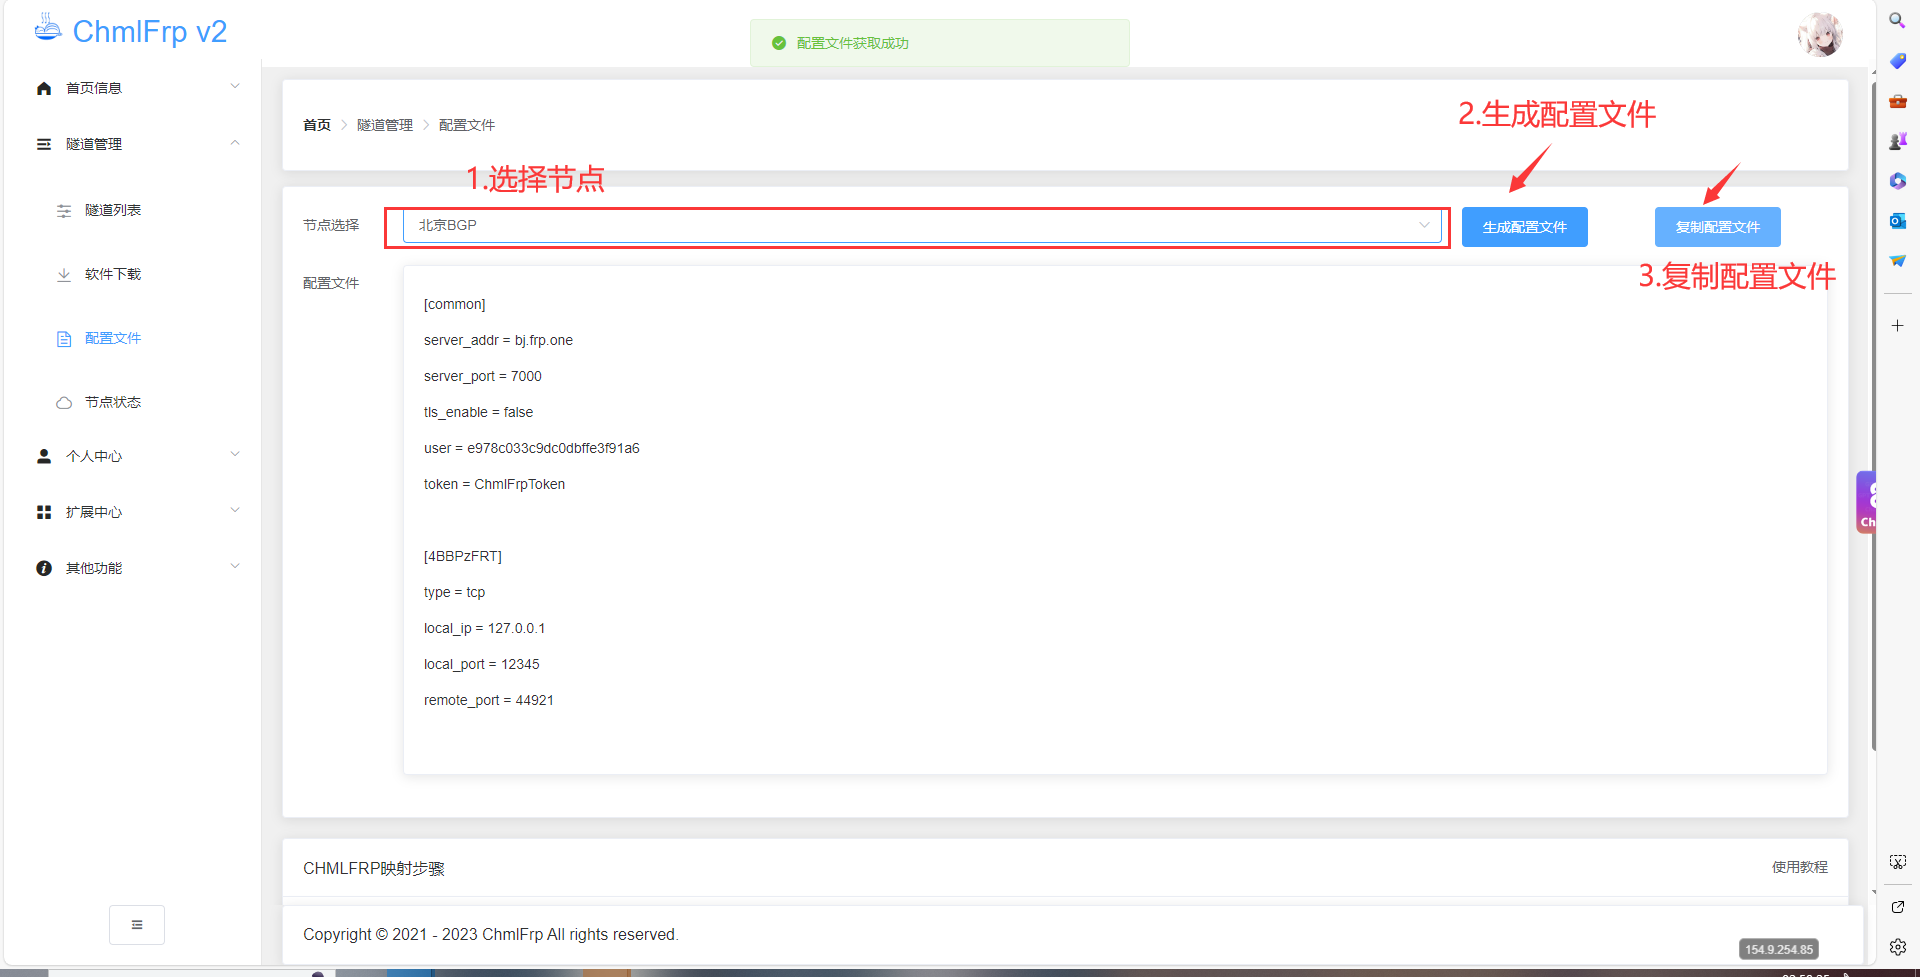 ChmlFrp v2
配置文件获取成功
首页信息
隧道管理
隧道列表
软件下载
配置文件
节点状态
个人中心
扩展中心
其他功能
首页 > 隧道管理 > 配置文件
2.生成配置文件
1.选择节点
节点选择
北京BGP
生成配置文件
复制配置文件
3.复制配置文件
配置文件
[common]
server_addr = bj.frp.one
server_port = 7000
tls_enable = false
user = e978c033c9dc0dbffe3f91a6
token = ChmlFrpToken
[4BBPzFRT]
type = tcp
local_ip = 127.0.0.1
local_port = 12345
remote_port = 44921
Ch
CHMLFRP映射步骤
使用教程
Copyright © 2021 - 2023 ChmlFrp All rights reserved.
154.9.254.85